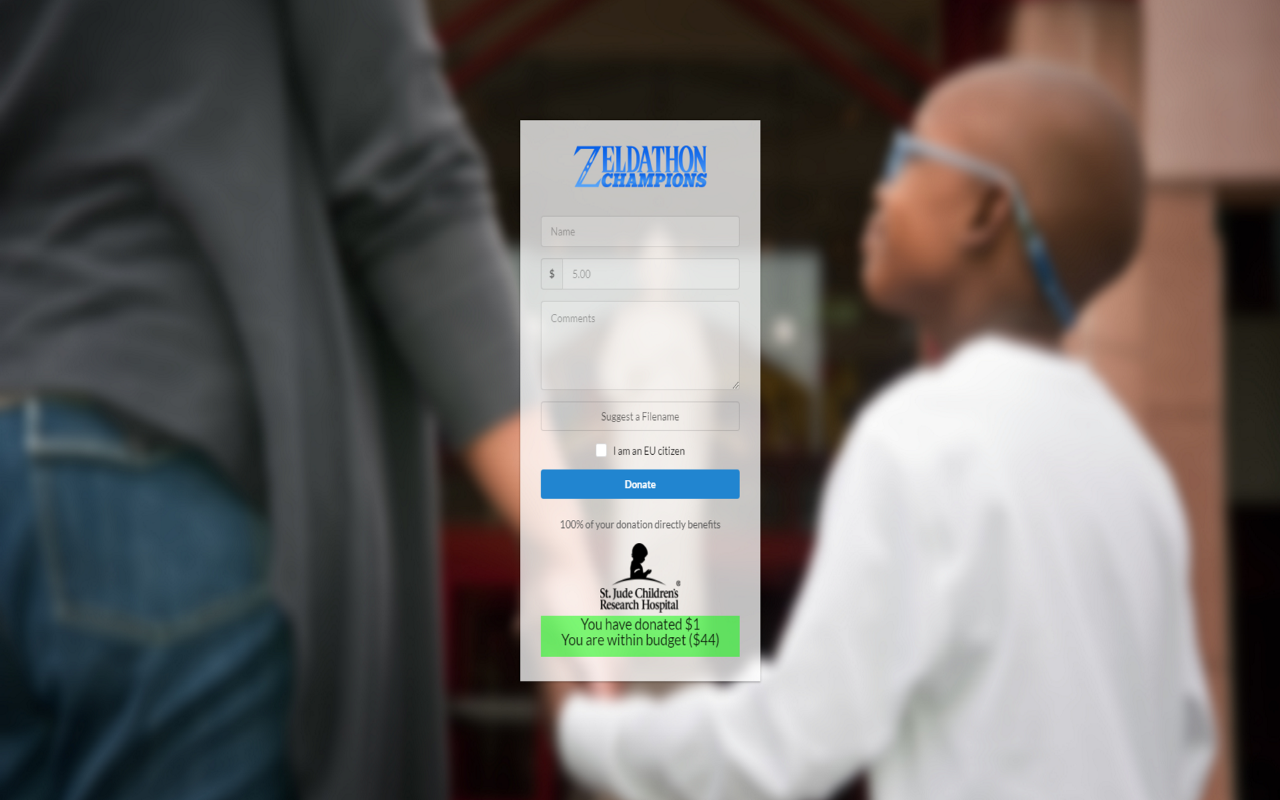 ZELDATHON
CHAMPIONS
Name
$ 5.00
Comments
Suggest a Filename
I am an EU citizen
Donate
100% of your donation directly benefits
St. Jude Children's
Research Hospital
®
You have donated $1
You are within budget ($44)